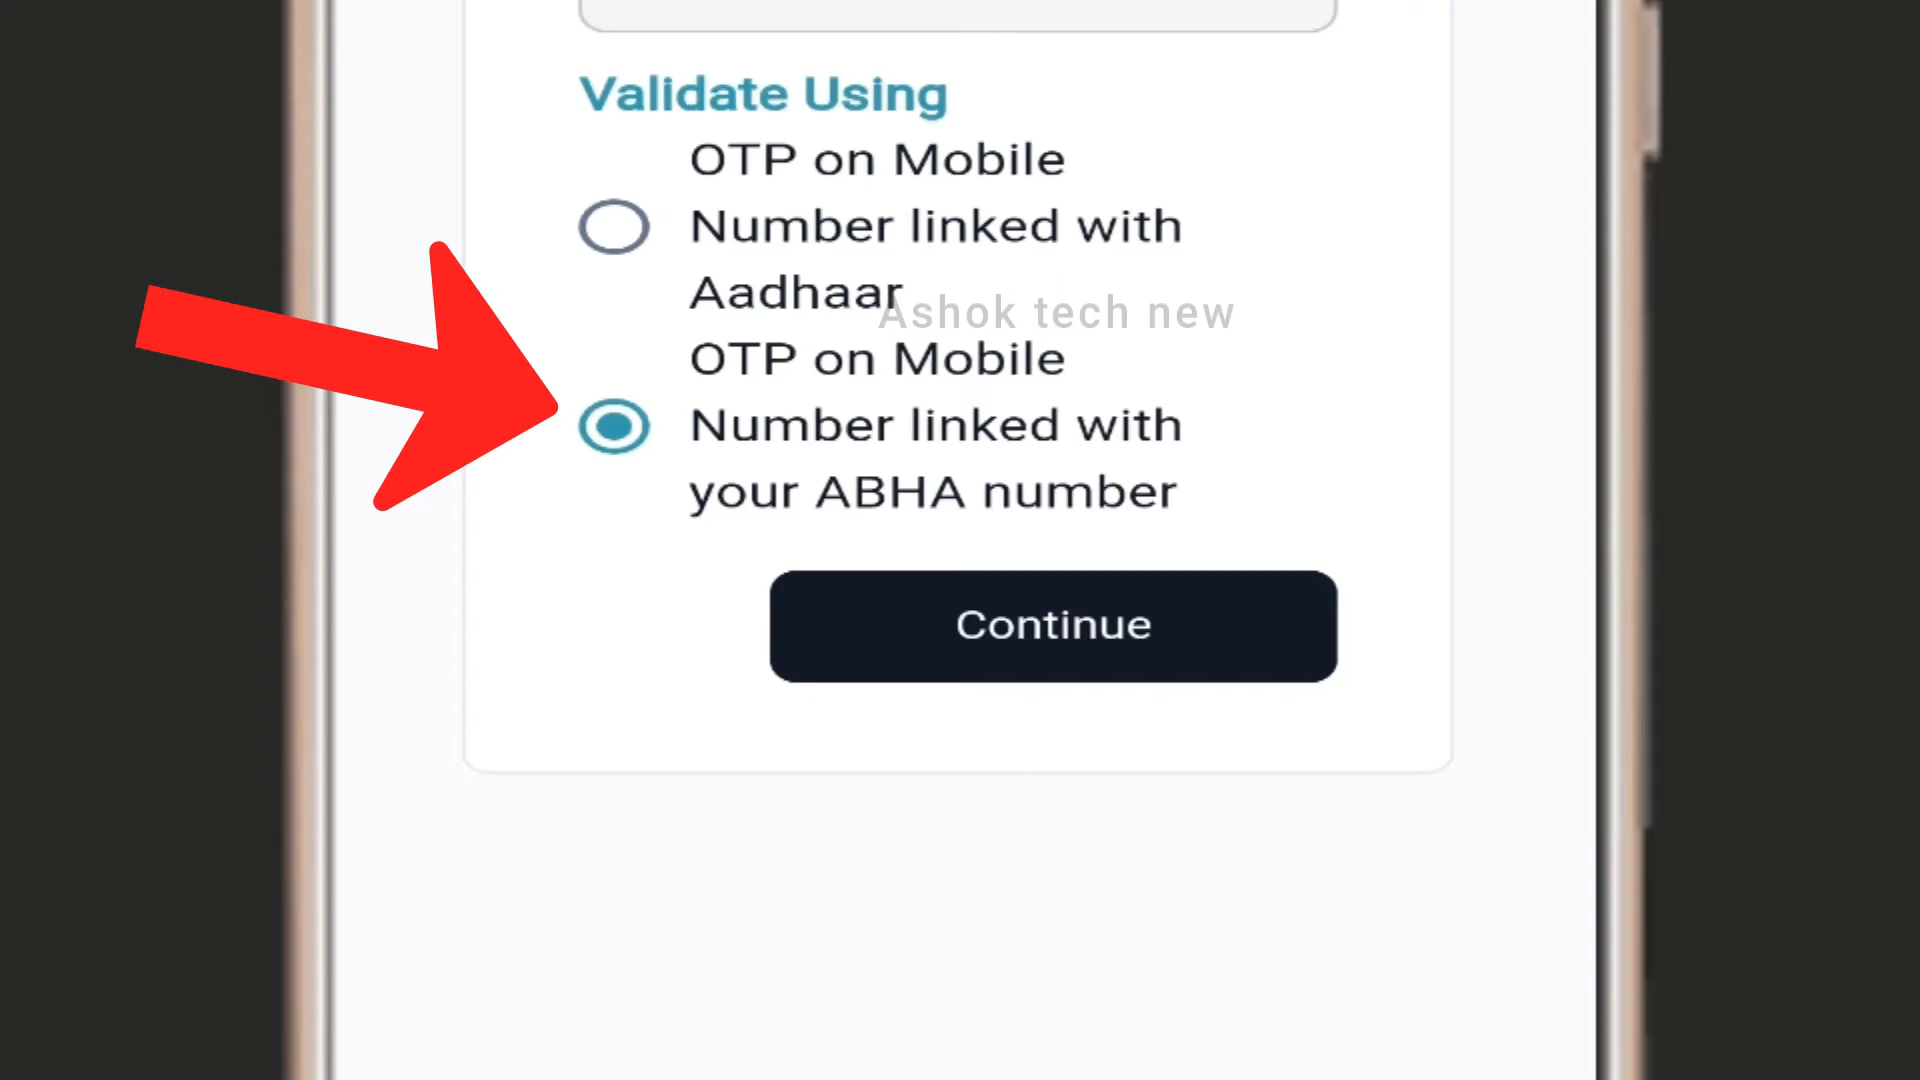 Validate Using
OTP on Mobile
Number linked with
Aadhaar
Ashok tech new
OTP on Mobile
Number linked with
your ABHA number
Continue